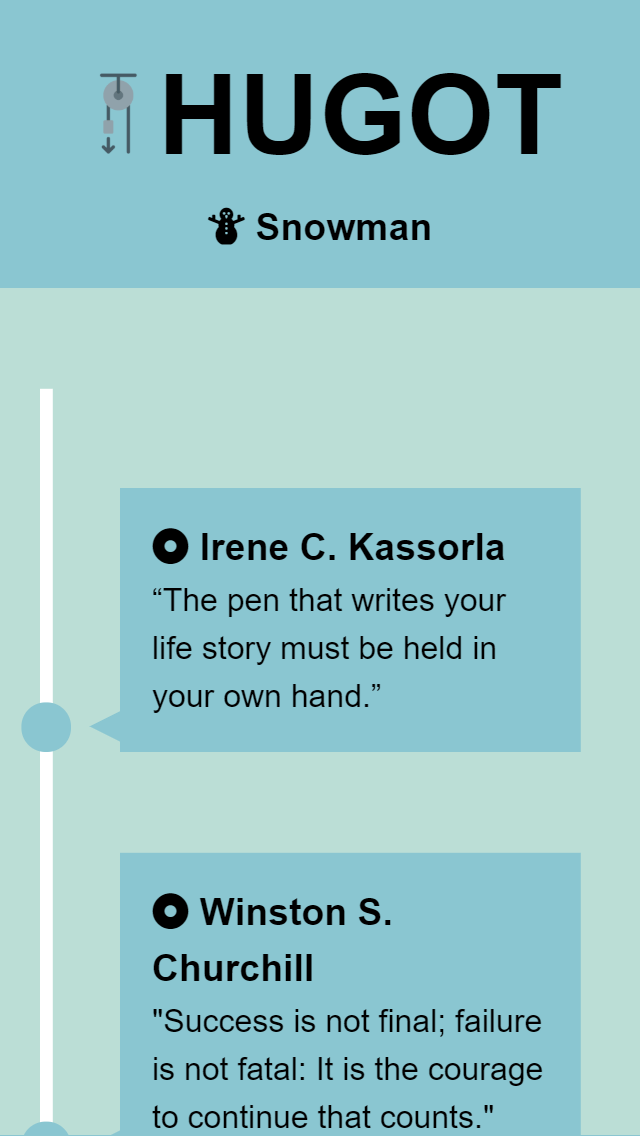 HUGOT
Snowman
Irene C. Kassorla
“The pen that writes your
life story must be held in
your own hand.”
Winston S.
Churchill
"Success is not final; failure
is not fatal: It is the courage
to continue that counts."